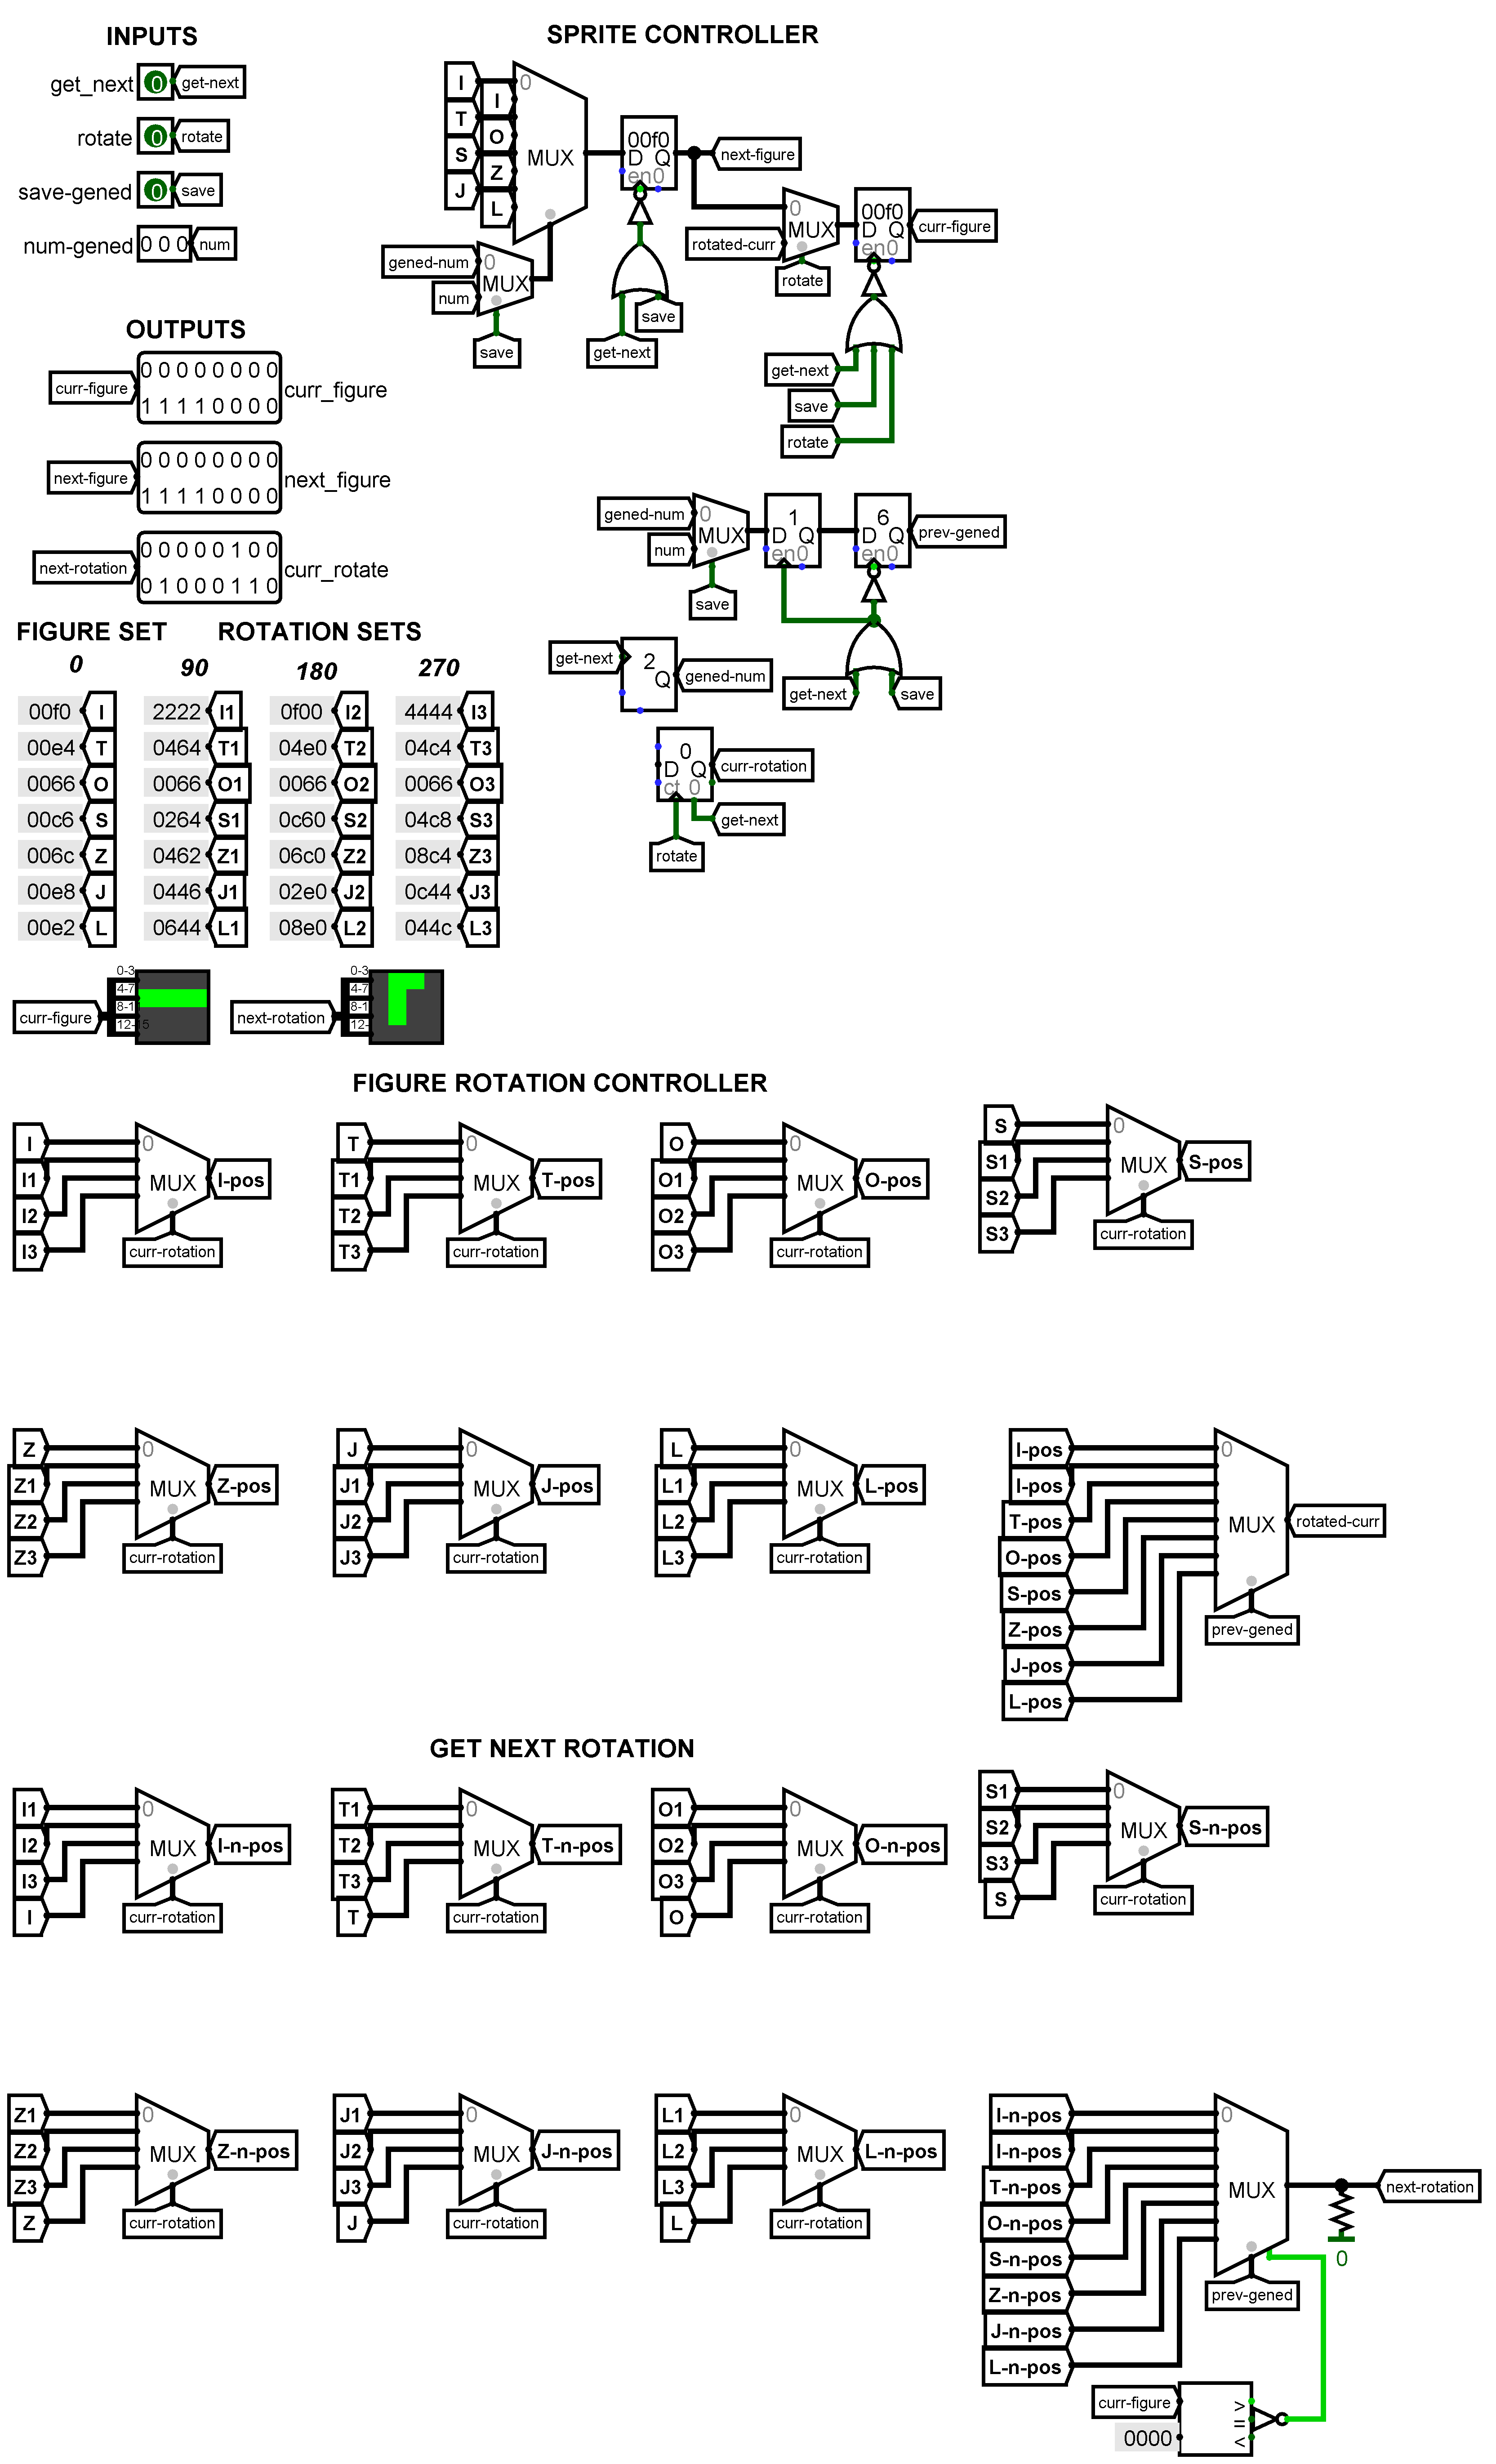 INPUTS
get_next 0 get-next
rotate 0 rotate
save-gened 0 save
num-gened 0 0 0 num
OUTPUTS
curr-figure 0 0 0 0 0 0 0 0
1 1 1 1 0 0 0 0 curr_figure
next-figure 0 0 0 0 0 0 0 0
1 1 1 1 0 0 0 0 next_figure
next-rotation 0 0 0 0 0 1 0 0
0 1 0 0 0 1 1 0 curr_rotate
SPRITE CONTROLLER
I 0
I
T
O
S MUX
Z
J
L
gened-num 0
MUX
num
save
00f0
D Q
en 0
next-figure
save
get-next
0
rotated-curr MUX
rotate
00f0
D Q
en 0
curr-figure
get-next
save
rotate
gened-num 0
MUX
num
save
1
D Q
en 0
6
D Q
en 0
prev-gened
get-next save
get-next 2
Q gened-num
0
D Q
ct 0
curr-rotation
get-next
rotate
FIGURE SET ROTATION SETS
0 90 180 270
00f0 I 2222 I1 0f00 I2 4444 I3
00e4 T 0464 T1 04e0 T2 04c4 T3
0066 O 0066 O1 0066 O2 0066 O3
00c6 S 0264 S1 0c60 S2 04c8 S3
006c Z 0462 Z1 06c0 Z2 08c4 Z3
00e8 J 0446 J1 02e0 J2 0c44 J3
00e2 L 0644 L1 08e0 L2 044c L3
curr-figure
0-3
4-7
8-1
12-15
next-rotation
0-3
4-7
8-1
12-
FIGURE ROTATION CONTROLLER
I 0
I1 MUX I-pos
I2
I3 curr-rotation
T 0
T1 MUX T-pos
T2
T3 curr-rotation
O 0
O1 MUX O-pos
O2
O3 curr-rotation
S 0
S1 MUX S-pos
S2
S3 curr-rotation
Z 0
Z1 MUX Z-pos
Z2
Z3 curr-rotation
J 0
J1 MUX J-pos
J2
J3 curr-rotation
L 0
L1 MUX L-pos
L2
L3 curr-rotation
I-pos 0
I-pos
T-pos MUX rotated-curr
O-pos
S-pos
Z-pos prev-gened
J-pos
L-pos
GET NEXT ROTATION
I1 0
I2 MUX I-n-pos
I3
I curr-rotation
T1 0
T2 MUX T-n-pos
T3
T curr-rotation
O1 0
O2 MUX O-n-pos
O3
O curr-rotation
S1 0
S2 MUX S-n-pos
S3
S curr-rotation
Z1 0
Z2 MUX Z-n-pos
Z3
Z curr-rotation
J1 0
J2 MUX J-n-pos
J3
J curr-rotation
L1 0
L2 MUX L-n-pos
L3
L curr-rotation
I-n-pos 0
I-n-pos
T-n-pos MUX next-rotation
O-n-pos
S-n-pos 0
Z-n-pos prev-gened
J-n-pos
L-n-pos
curr-figure >
=
0000 <